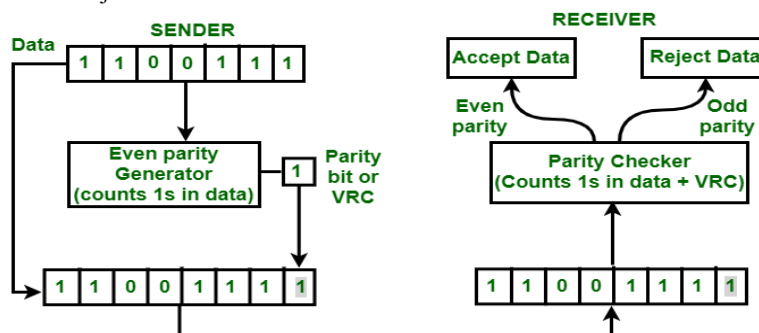 SENDER
Data
1 1 0 0 1 1 1
Even parity
Generator
(counts 1s in data)
1
Parity
bit or
VRC
1 1 0 0 1 1 1 1
RECEIVER
Accept Data
Reject Data
Even
parity
Odd
parity
Parity Checker
(Counts 1s in data + VRC)
1 1 0 0 1 1 1 1